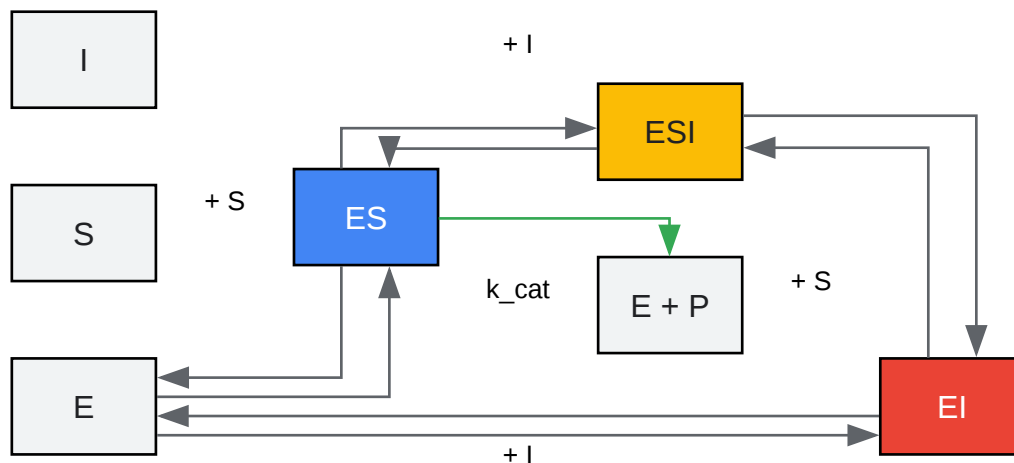 I
+ I
ESI
+ S
ES
S
k_cat
+ S
E + P
E
EI
+ I